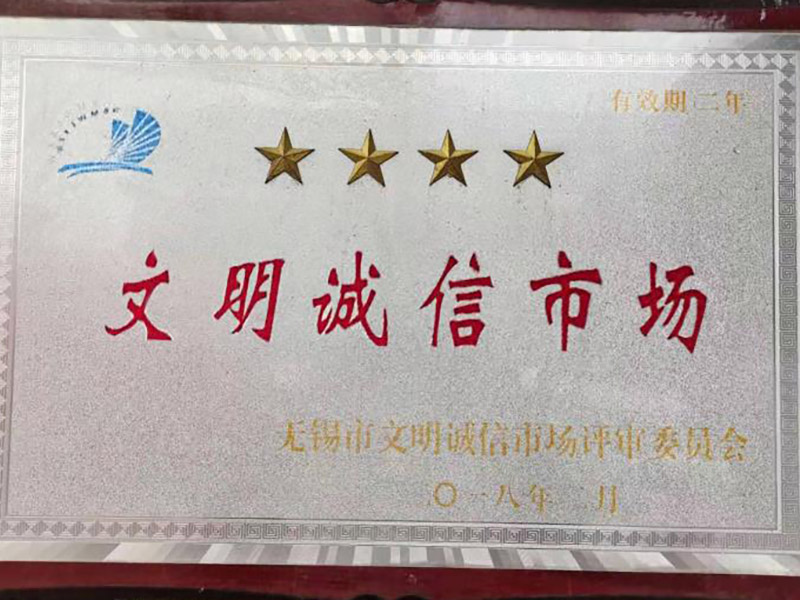 有效期二年
文明诚信市场
无锡市文明诚信市场评审委员会
二〇一八年二月